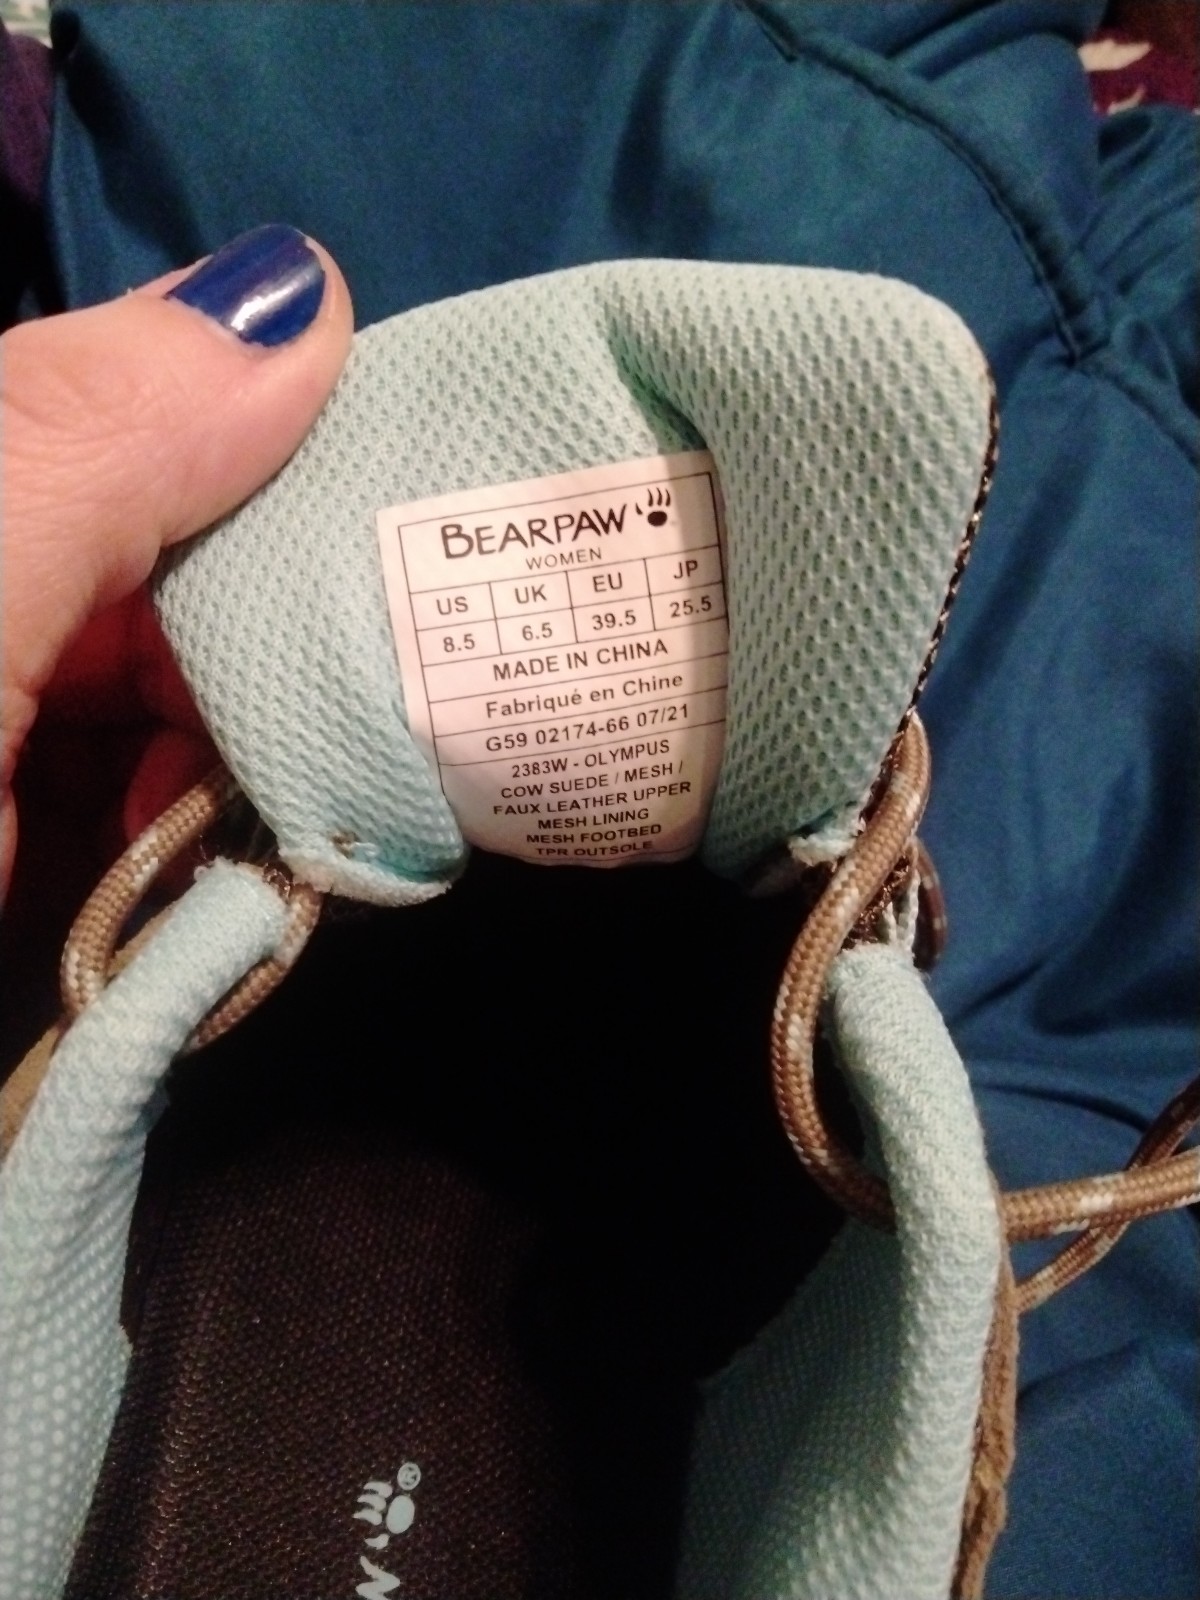 BEARPAW
WOMEN
US UK EU JP
8.5 6.5 39.5 25.5
MADE IN CHINA
Fabriqué en Chine
G59 02174-66 07/21
2383W - OLYMPUS
COW SUEDE / MESH /
FAUX LEATHER UPPER
MESH LINING
MESH FOOTBED
TPR OUTSOLE
®